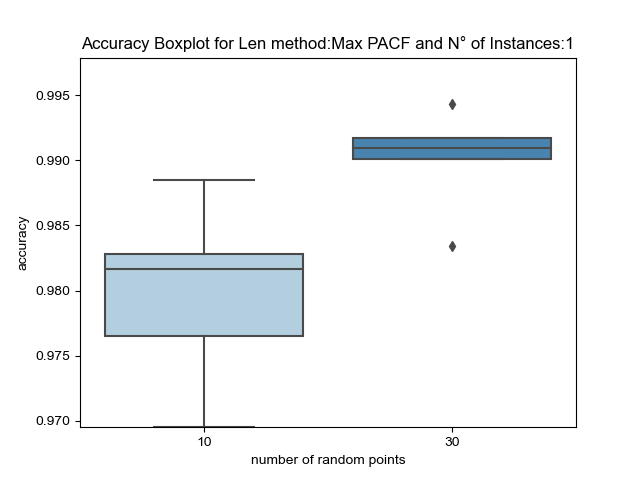 Accuracy Boxplot for Len method:Max PACF and N° of Instances:1
0.995
0.990
0.985
0.980
0.975
0.970
accuracy
10 30
number of random points